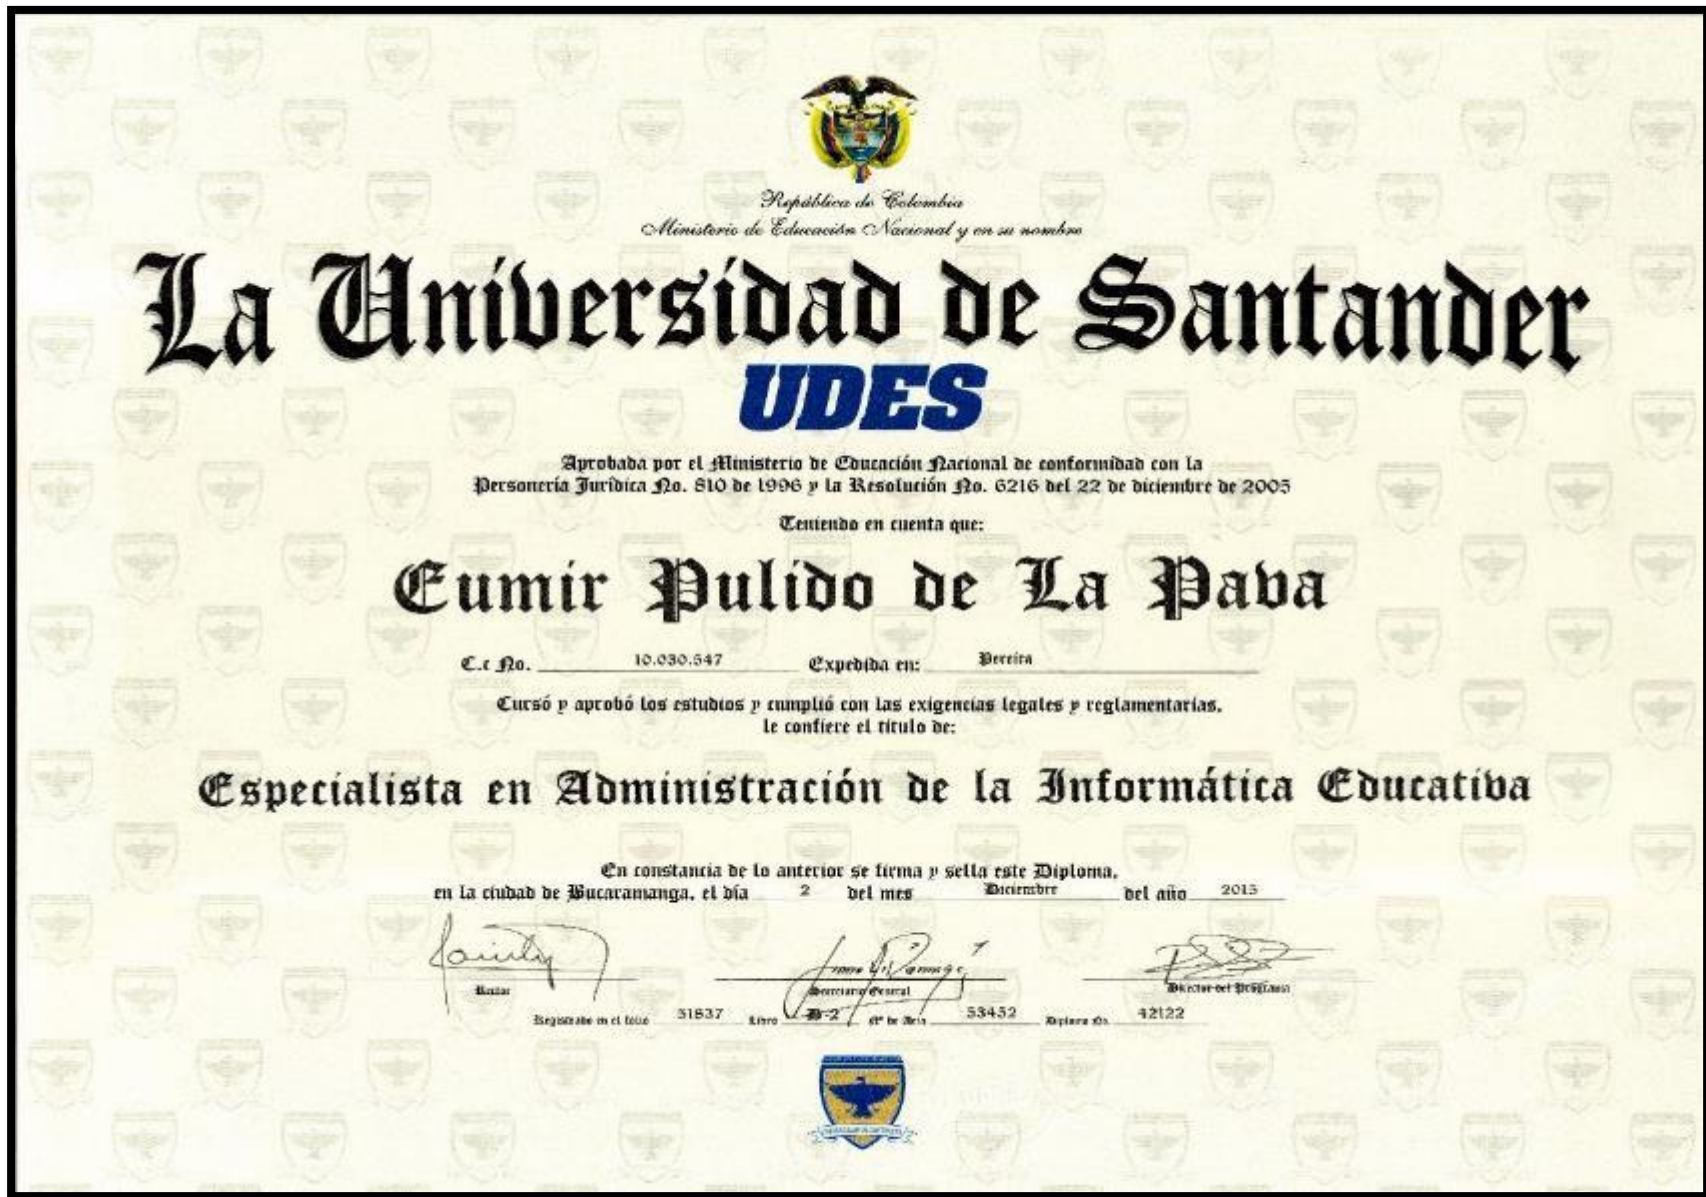 República de Colombia
Ministerio de Educación Nacional y en su nombre
La Universidad de Santander
UDES
Aprobada por el Ministerio de Educación Nacional de conformidad con la
Personería Jurídica No. 810 de 1996 y la Resolución No. 6216 del 22 de diciembre de 2005
Teniendo en cuenta que:
Eumir Pulido de La Pava
C.c No. 10.030.547 Expedida en: Pereira
Cursó y aprobó los estudios y cumplió con las exigencias legales y reglamentarias,
le confiere el título de:
Especialista en Administración de la Informática Educativa
En constancia de lo anterior se firma y sella este Diploma,
en la ciudad de Bucaramanga, el día 2 del mes Diciembre del año 2013
Rector Secretario General Director del Programa
Registrado en el folio 31837 Libro D-2 Nº de Acta 53452 Diploma No. 42122